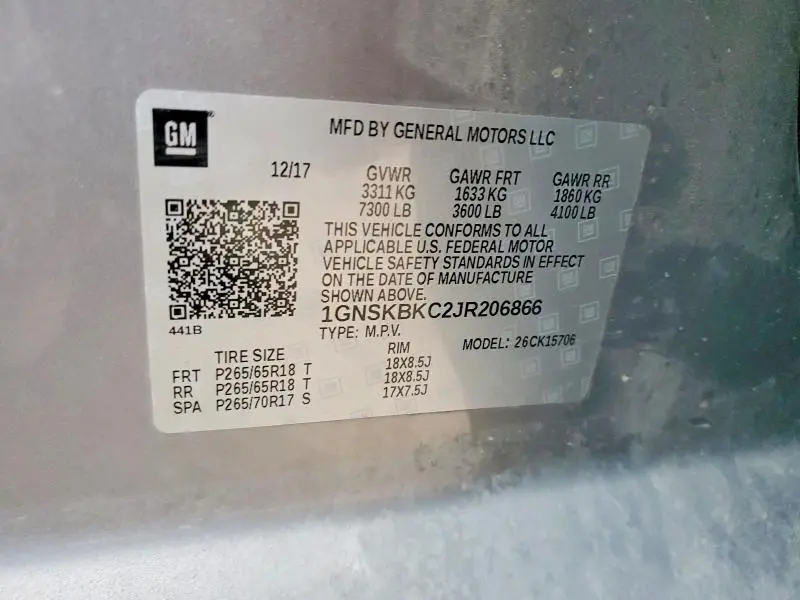 GM
MFD BY GENERAL MOTORS LLC
12/17 GVWR GAWR FRT GAWR RR
3311 KG 1633 KG 1860 KG
7300 LB 3600 LB 4100 LB
THIS VEHICLE CONFORMS TO ALL
APPLICABLE U.S. FEDERAL MOTOR
VEHICLE SAFETY STANDARDS IN EFFECT
ON THE DATE OF MANUFACTURE
SHOWN ABOVE.
1GNSKBKC2JR206866
441B
TYPE: M.P.V. MODEL: 26CK15706
TIRE SIZE RIM
FRT P265/65R18 T 18X8.5J
RR P265/65R18 T 18X8.5J
SPA P265/70R17 S 17X7.5J